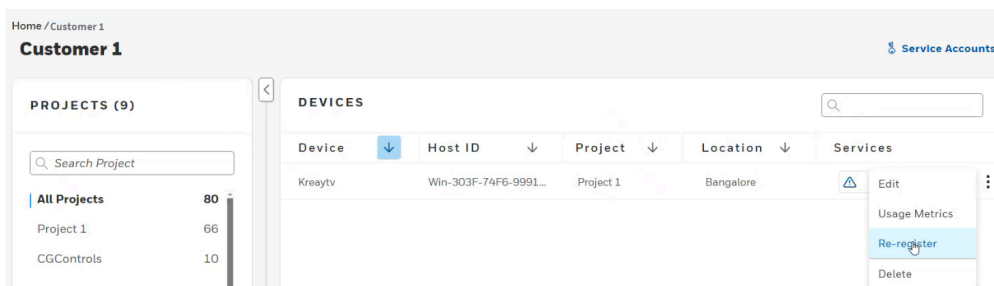 Home / Customer 1
Customer 1
Service Accounts
PROJECTS (9)
Search Project
All Projects 80
Project 1 66
CGControls 10
DEVICES
Device Host ID Project Location Services
Kreaytv Win-303F-74F6-9991... Project 1 Bangalore
Edit
Usage Metrics
Re-register
Delete